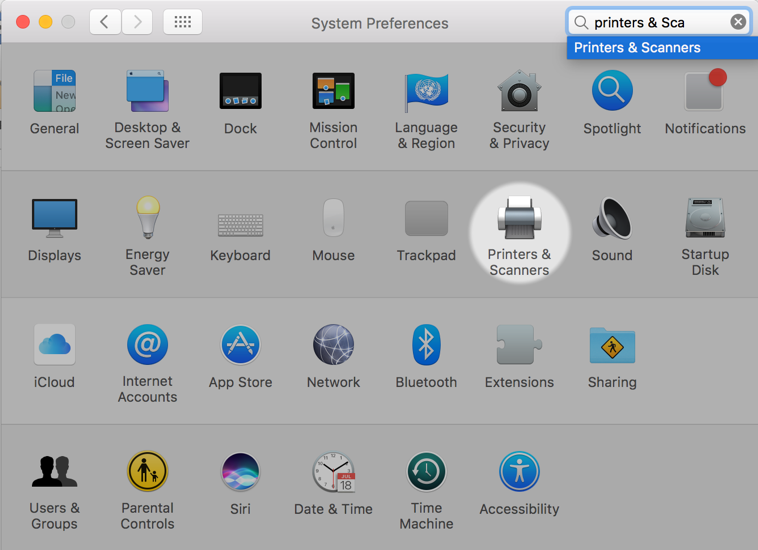 System Preferences
printers & Sca
Printers & Scanners
File
New
Ope
General
Desktop &
Screen Saver
Dock
Mission
Control
Language
& Region
Security
& Privacy
Spotlight
Notifications
Displays
Energy
Saver
Keyboard
Mouse
Trackpad
Printers &
Scanners
Sound
Startup
Disk
iCloud
@
Internet
Accounts
App Store
Network
Bluetooth
Extensions
Sharing
Users &
Groups
Parental
Controls
Siri
JUL
18
Date & Time
Time
Machine
Accessibility